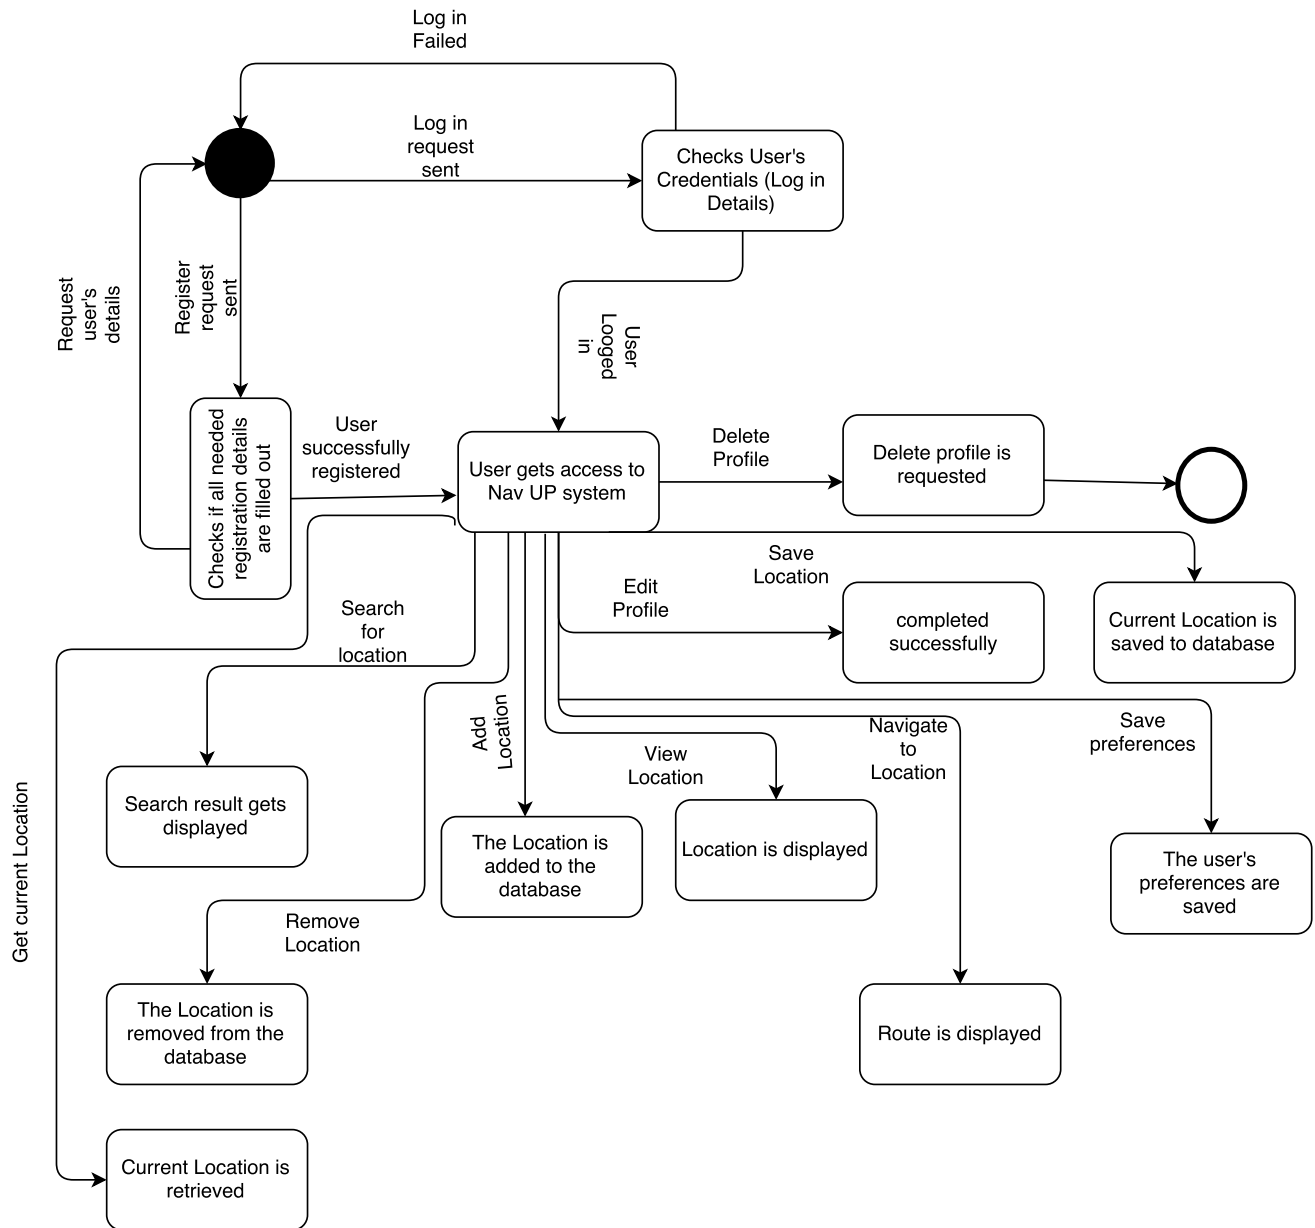 Log in
Failed
Log in
request
sent
Checks User's
Credentials (Log in
Details)
Request
user's
details
Register
request
sent
User
Looged
in
Checks if all needed
registration details
are filled out
User
successfully
registered
User gets access to
Nav UP system
Delete
Profile
Delete profile is
requested
Save
Location
Edit
Profile
completed
successfully
Current Location is
saved to database
Search
for
location
Add
Location
View
Location
Navigate
to
Location
Save
preferences
Get current Location
Search result gets
displayed
The Location is
added to the
database
Location is displayed
The user's
preferences are
saved
Remove
Location
The Location is
removed from the
database
Route is displayed
Current Location is
retrieved